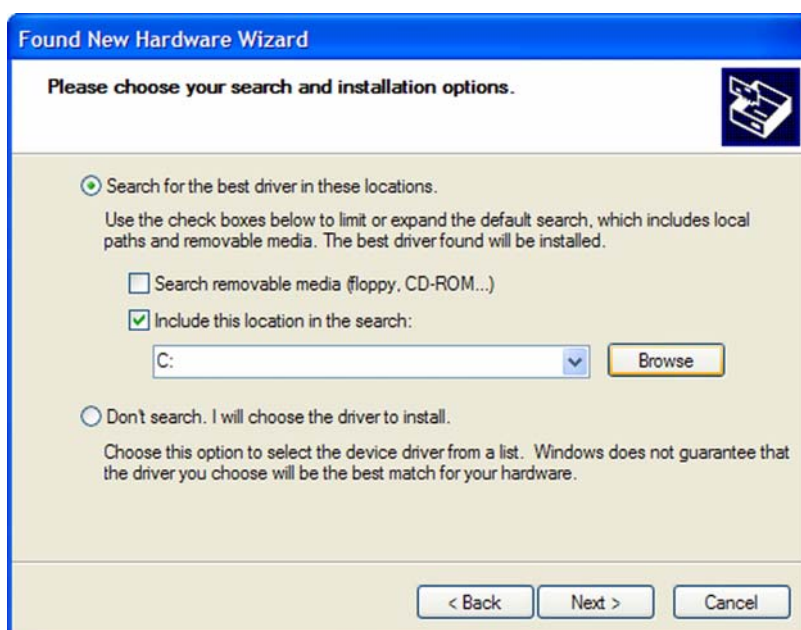 Found New Hardware Wizard
Please choose your search and installation options.
Search for the best driver in these locations.
Use the check boxes below to limit or expand the default search, which includes local
paths and removable media. The best driver found will be installed.
Search removable media (floppy, CD-ROM...)
Include this location in the search:
C:
Browse
Don't search. I will choose the driver to install.
Choose this option to select the device driver from a list. Windows does not guarantee that
the driver you choose will be the best match for your hardware.
< Back
Next >
Cancel